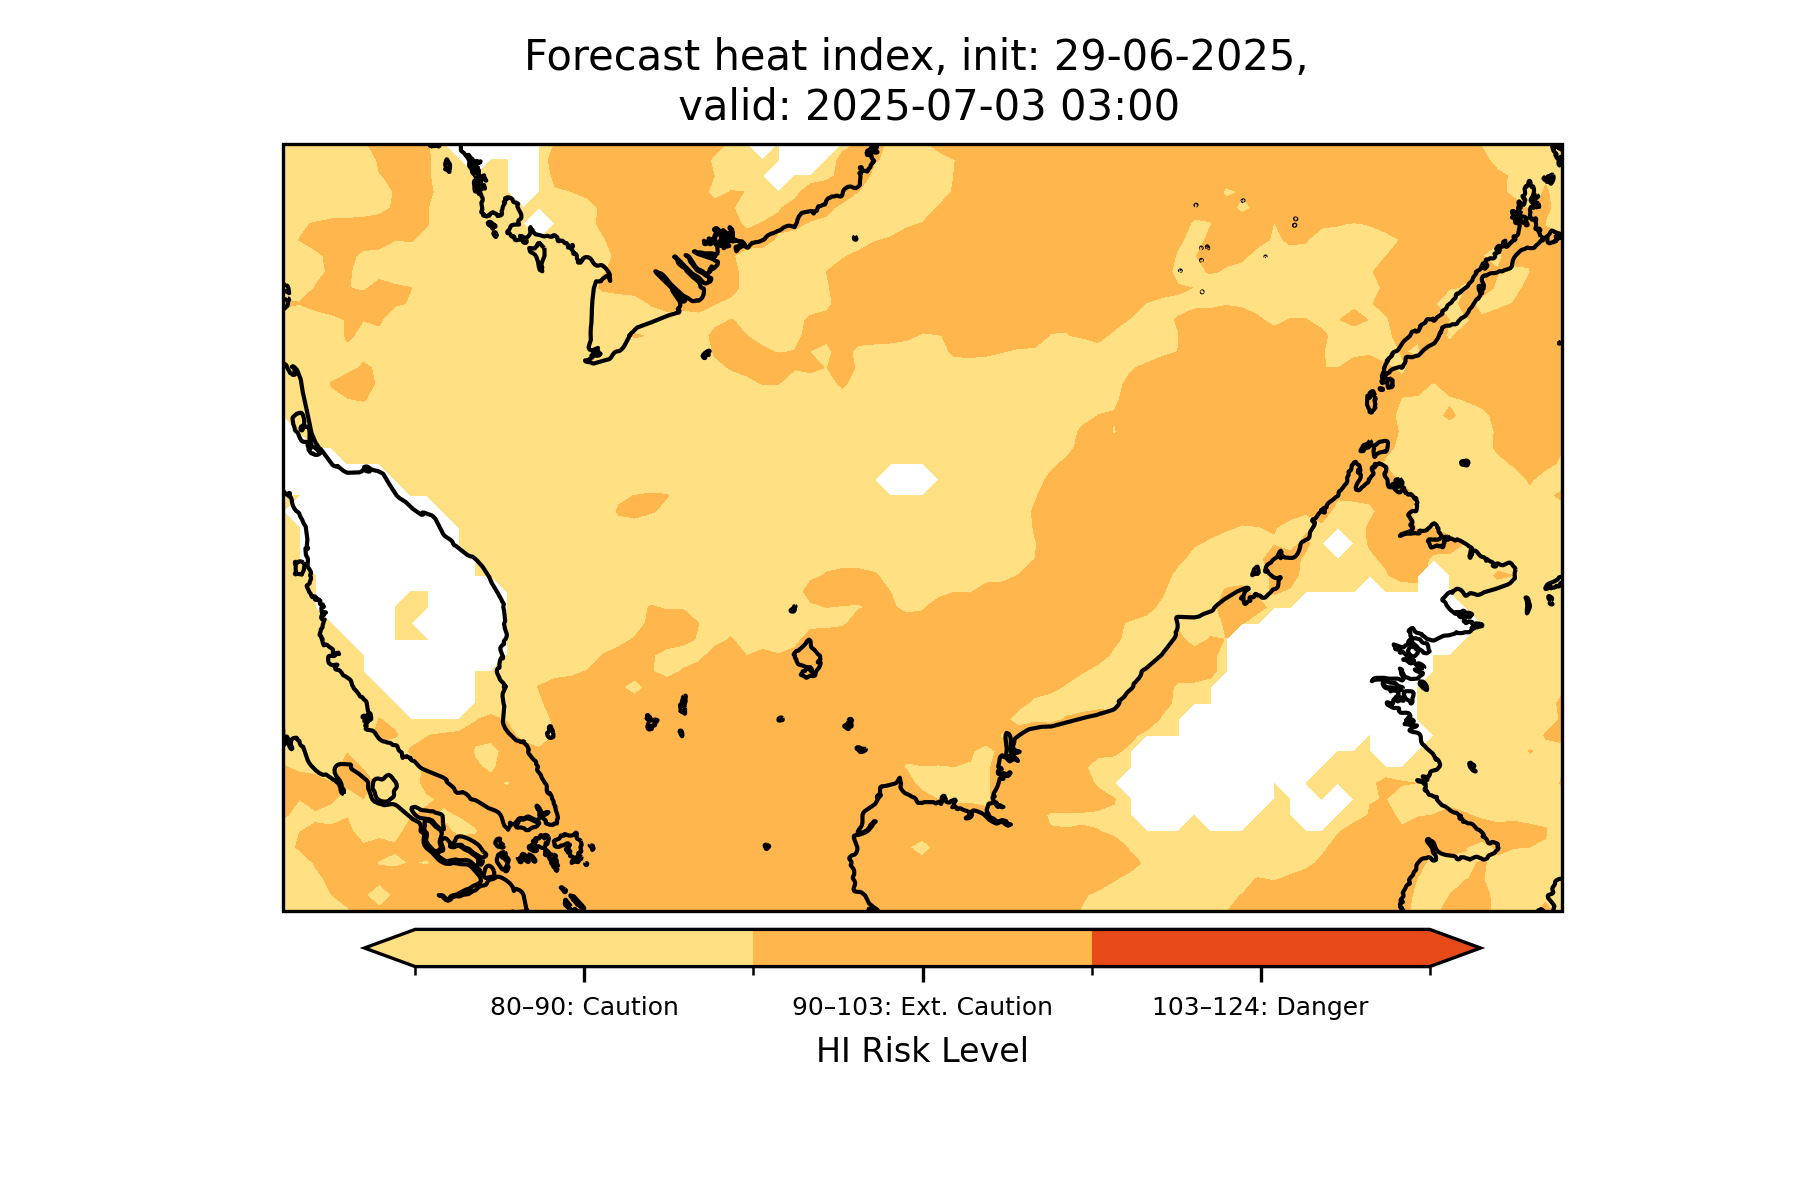 Forecast heat index, init: 29-06-2025,
valid: 2025-07-03 03:00
80–90: Caution
90–103: Ext. Caution
103–124: Danger
HI Risk Level